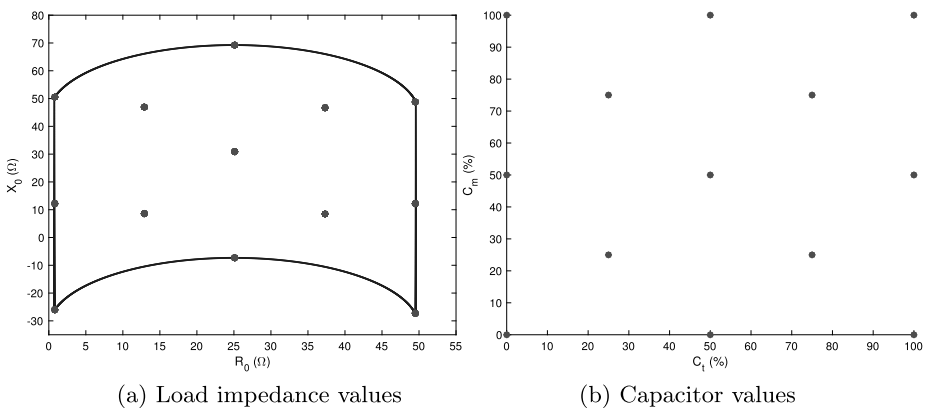 80
70
60
50
40
30
20
10
0
-10
-20
-30
X₀ (Ω)
0 5 10 15 20 25 30 35 40 45 50 55
R₀ (Ω)
(a) Load impedance values
100
90
80
70
60
50
40
30
20
10
0
Cₘ (%)
0 10 20 30 40 50 60 70 80 90 100
Cₜ (%)
(b) Capacitor values